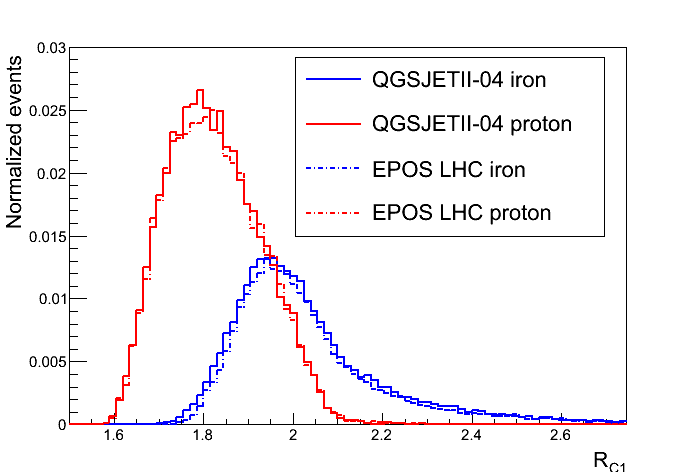 Normalized events
0.03
0.025
0.02
0.015
0.01
0.005
0
QGSJETII-04 iron
QGSJETII-04 proton
EPOS LHC iron
EPOS LHC proton
1.6 1.8 2 2.2 2.4 2.6
R_C1